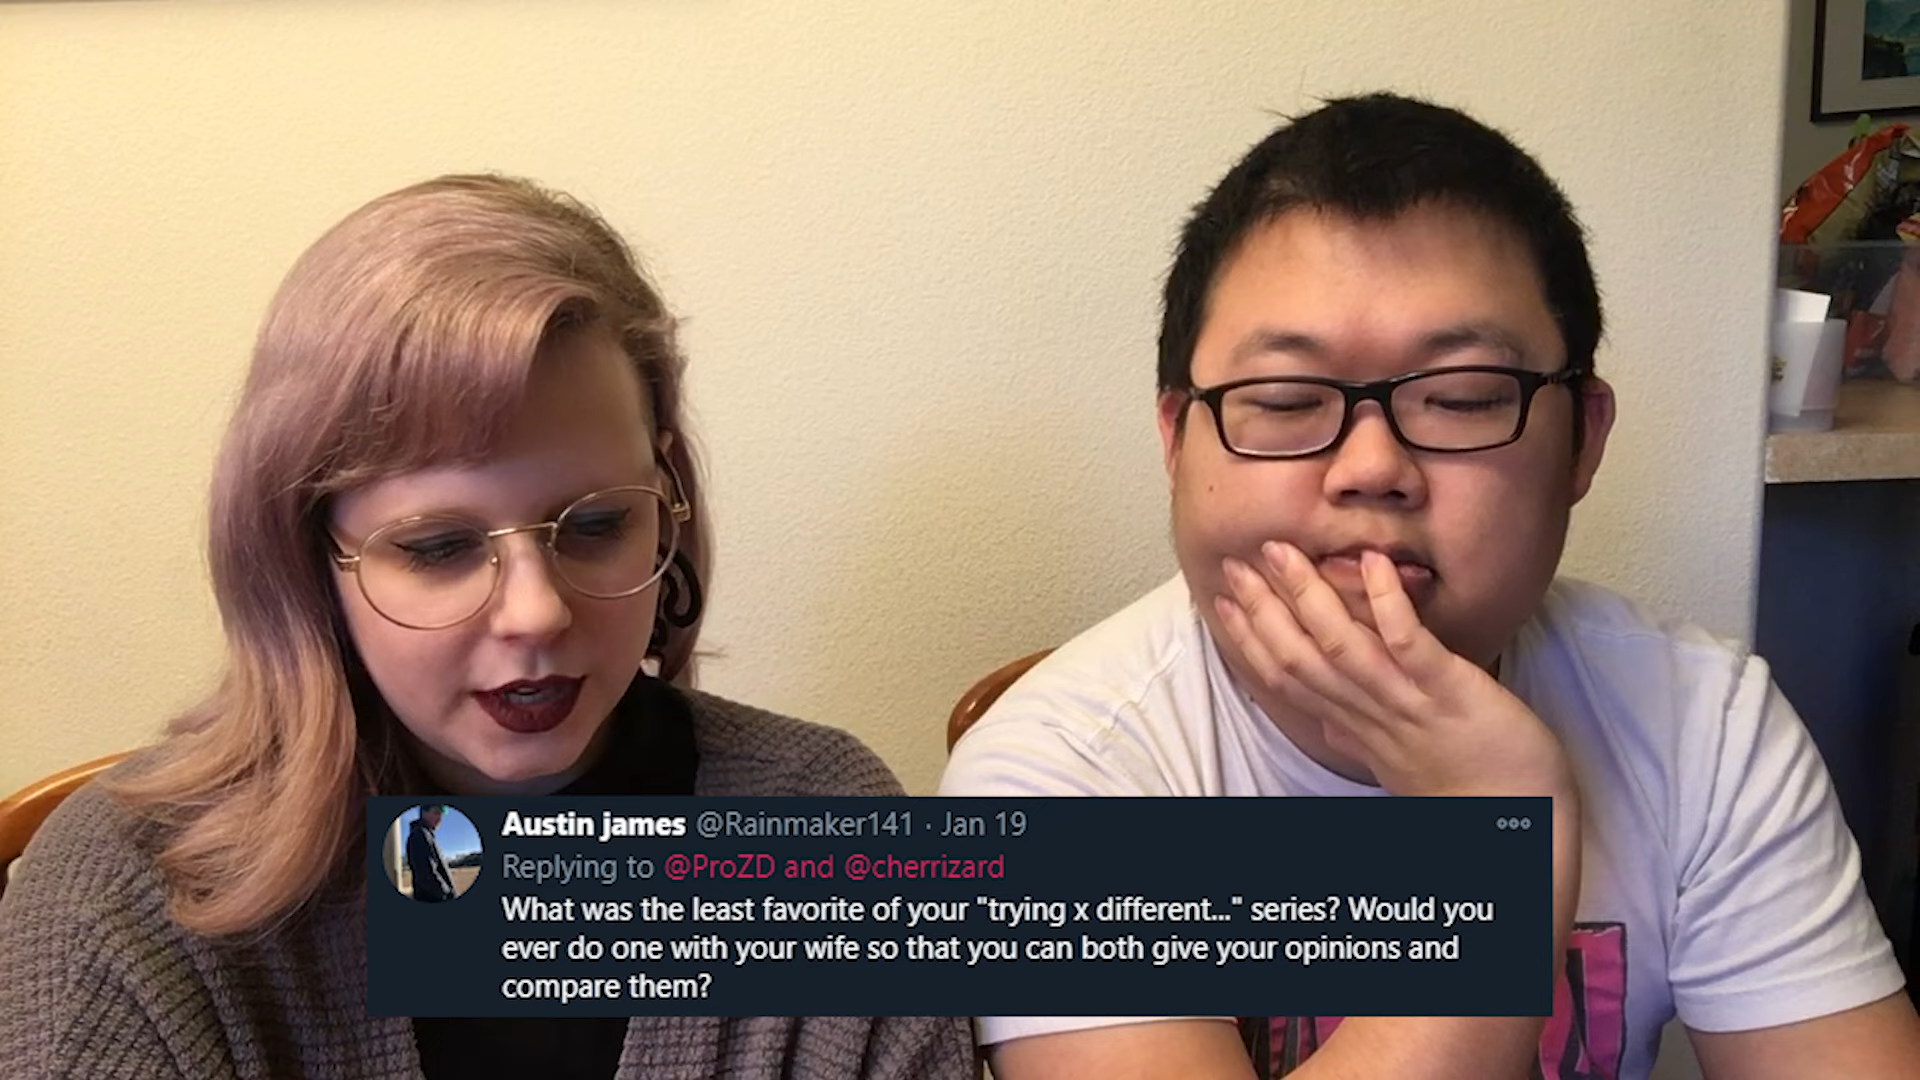 Austin james @Rainmaker141 · Jan 19
Replying to @ProZD and @cherrizard
What was the least favorite of your "trying x different..." series? Would you
ever do one with your wife so that you can both give your opinions and
compare them?